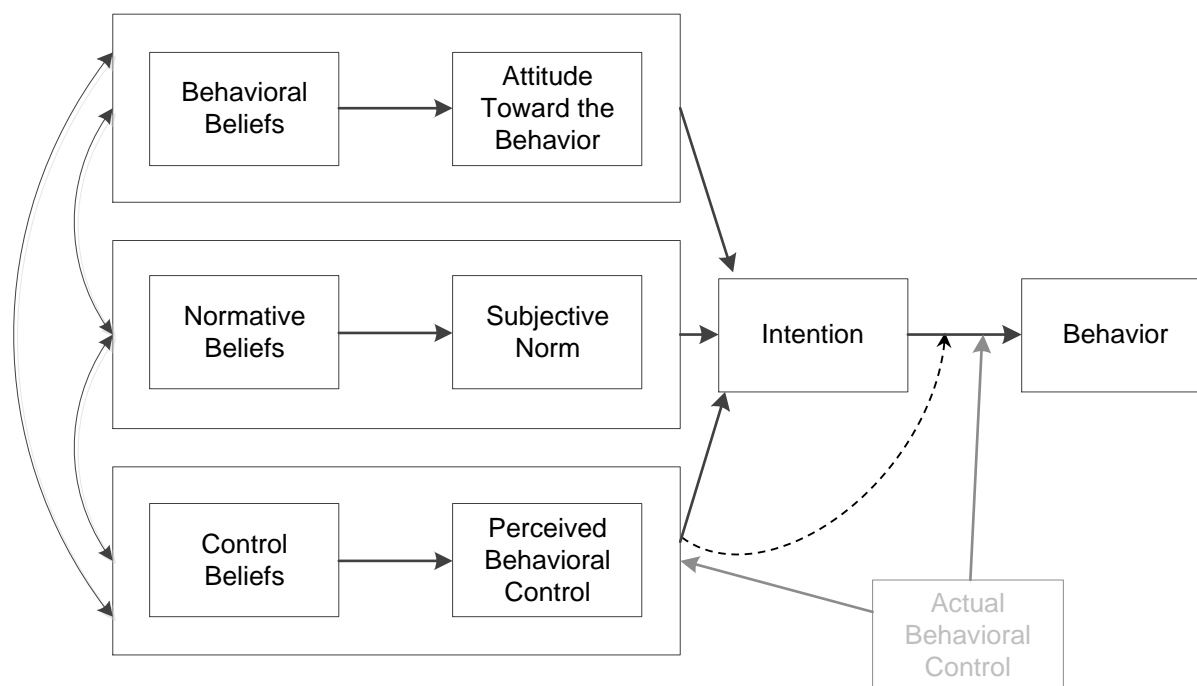 Behavioral
Beliefs
Attitude
Toward the
Behavior
Normative
Beliefs
Subjective
Norm
Intention
Behavior
Control
Beliefs
Perceived
Behavioral
Control
Actual
Behavioral
Control